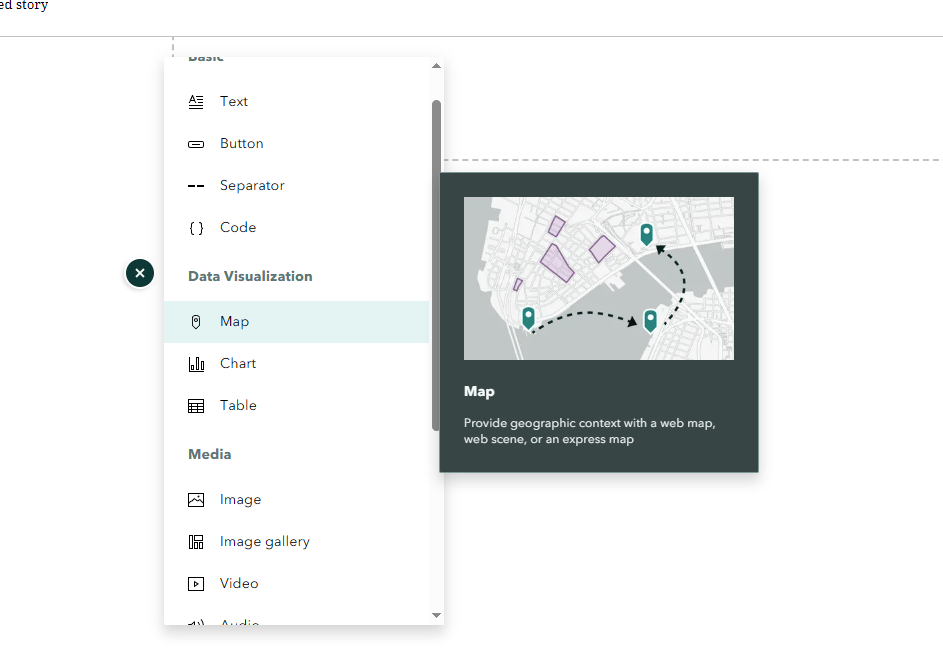 ed story
Basic
Text
Button
Separator
Code
Data Visualization
Map
Chart
Table
Media
Image
Image gallery
Video
Audio
Map
Provide geographic context with a web map,
web scene, or an express map